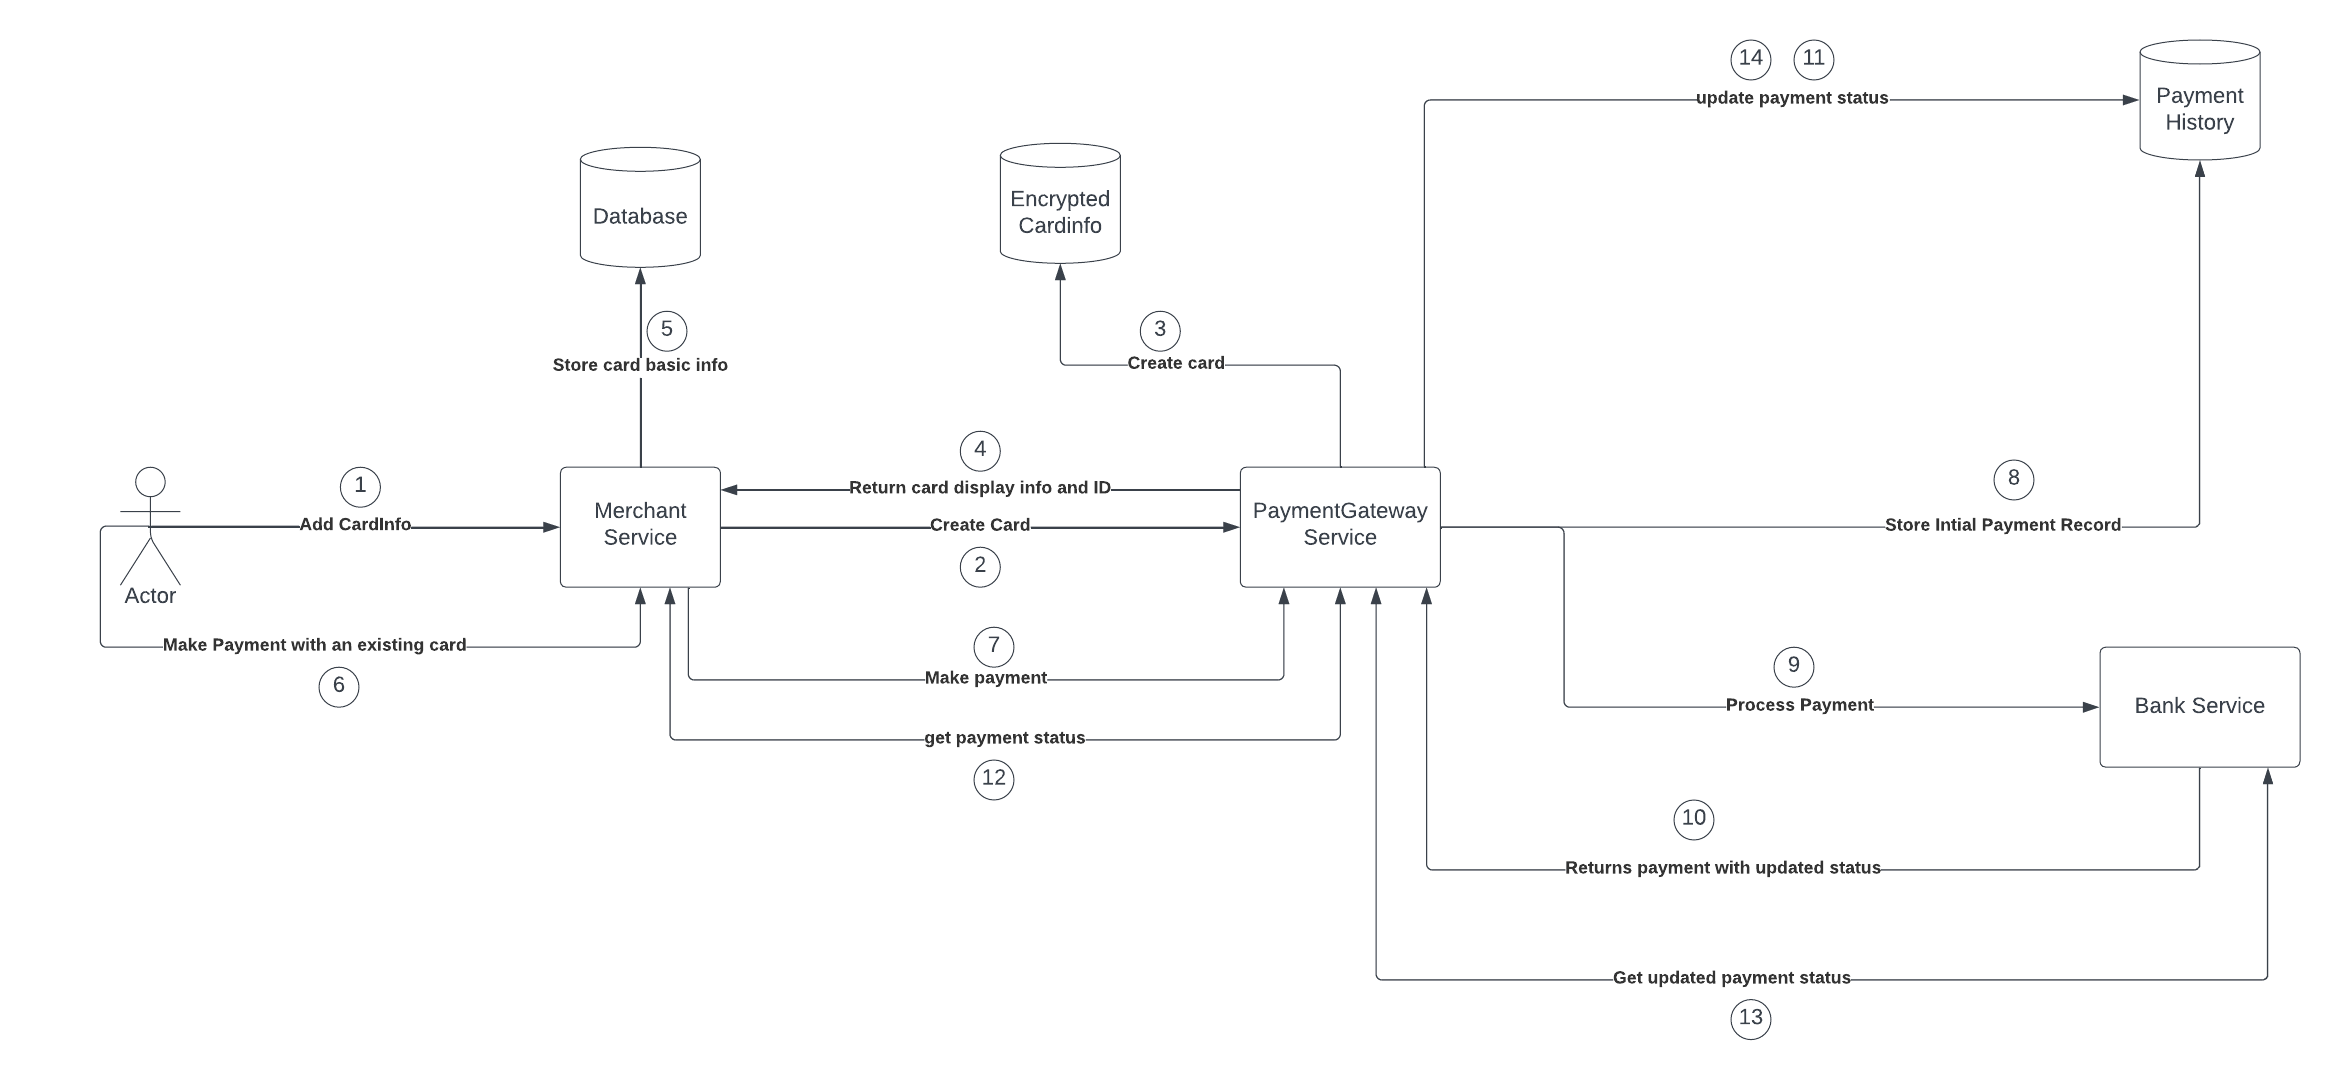 14
11
update payment status
Payment
History
Database
Encrypted
Cardinfo
5
Store card basic info
3
Create card
4
Return card display info and ID
1
Add CardInfo
Merchant
Service
Create Card
2
PaymentGateway
Service
8
Store Intial Payment Record
Actor
Make Payment with an existing card
6
7
Make payment
9
Process Payment
Bank Service
get payment status
12
10
Returns payment with updated status
Get updated payment status
13